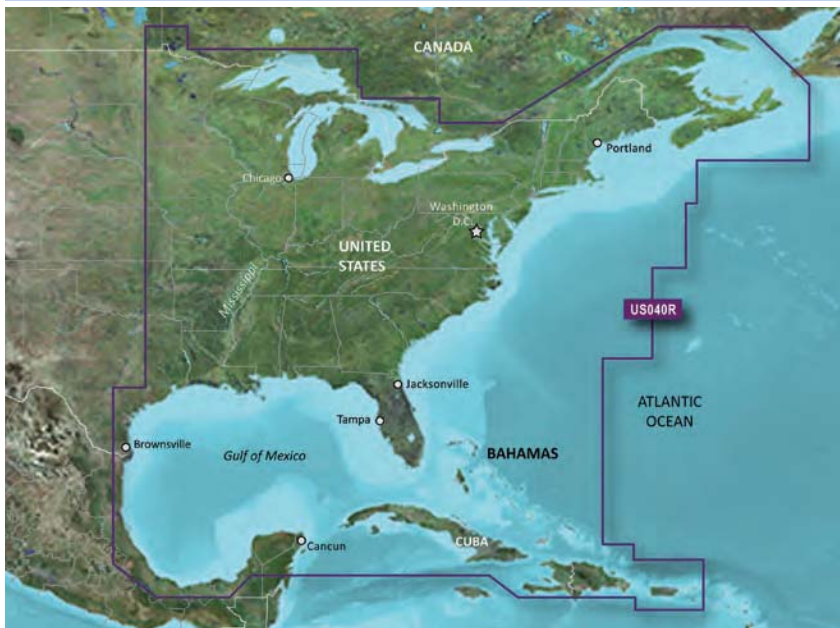 CANADA
Portland
Chicago
Washington
D.C.
UNITED
STATES
Mississippi
US040R
Jacksonville
ATLANTIC
OCEAN
Tampa
Brownsville
Gulf of Mexico
BAHAMAS
Cancun
CUBA